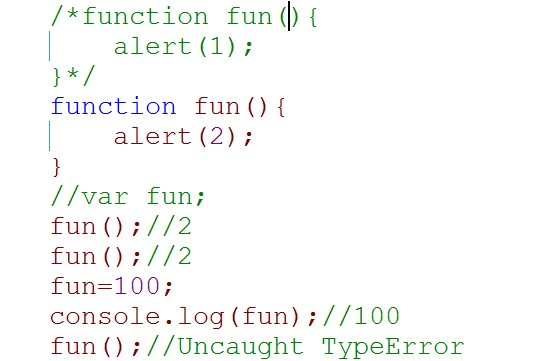 /*function fun(){
    alert(1);
}*/
function fun(){
    alert(2);
}
//var fun;
fun();//2
fun();//2
fun=100;
console.log(fun);//100
fun();//Uncaught TypeError